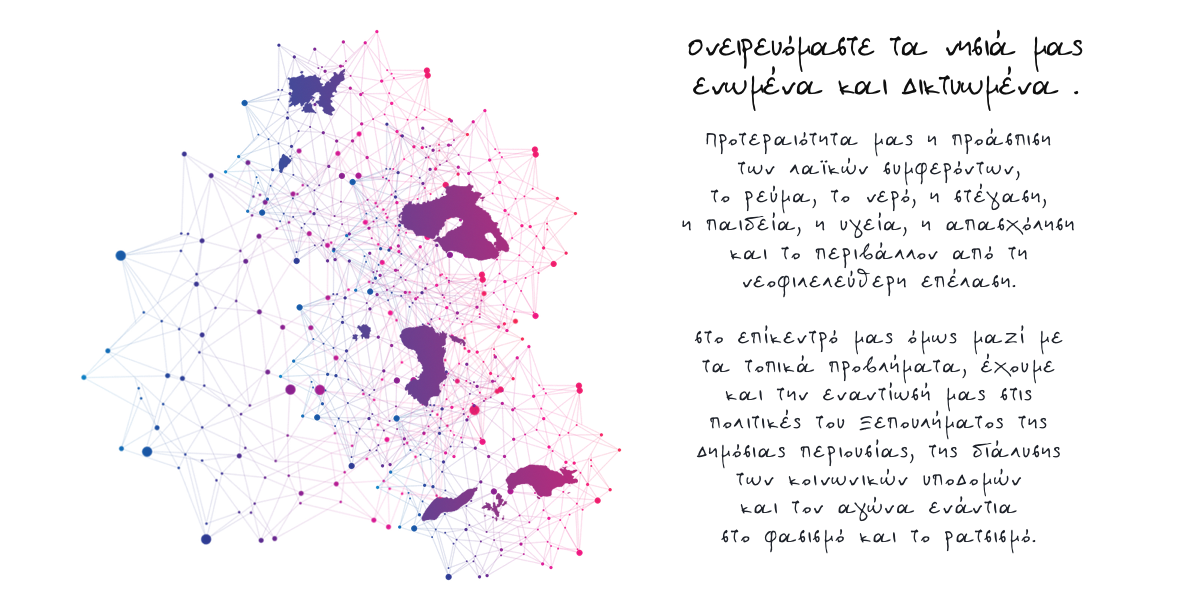 Ονειρευόμαστε τα νησιά μας
ενωμένα και Δικτυωμένα .
Προτεραιότητα μας η προάσπιση
των λαϊκών συμφερόντων,
το ρεύμα, το νερό, η στέγαση,
η παιδεία, η υγεία, η απασχόληση
και το περιβάλλον από τη
νεοφιλελεύθερη επέλαση.
στο επίκεντρό μας όμως μαζί με
τα τοπικά προβλήματα, έχουμε
και την εναντίωσή μας στις
πολιτικές του Ξεπουλήματος της
Δημόσιας περιουσίας, της διάλυσης
των κοινωνικών υποδομών
και τον αγώνα ενάντια
στο φασισμό και το ρατσισμό.